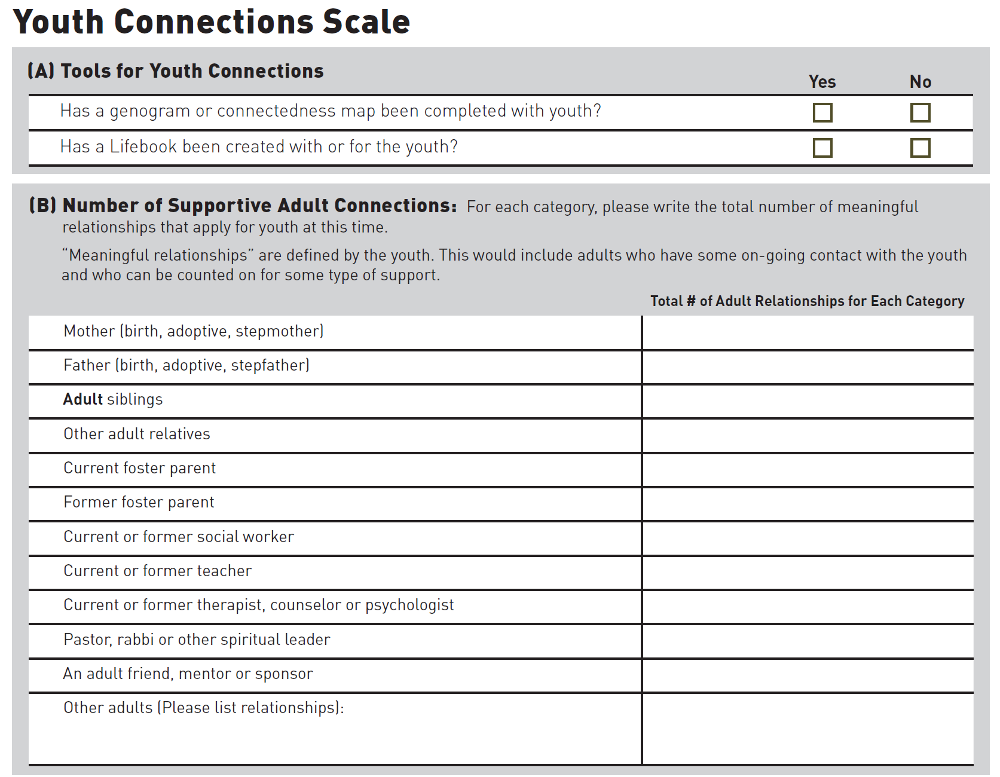 Youth Connections Scale
(A) Tools for Youth Connections
Yes No
Has a genogram or connectedness map been completed with youth?
Has a Lifebook been created with or for the youth?
(B) Number of Supportive Adult Connections: For each category, please write the total number of meaningful
relationships that apply for youth at this time.
“Meaningful relationships” are defined by the youth. This would include adults who have some on-going contact with the youth
and who can be counted on for some type of support.
Total # of Adult Relationships for Each Category
Mother (birth, adoptive, stepmother)
Father (birth, adoptive, stepfather)
Adult siblings
Other adult relatives
Current foster parent
Former foster parent
Current or former social worker
Current or former teacher
Current or former therapist, counselor or psychologist
Pastor, rabbi or other spiritual leader
An adult friend, mentor or sponsor
Other adults (Please list relationships):